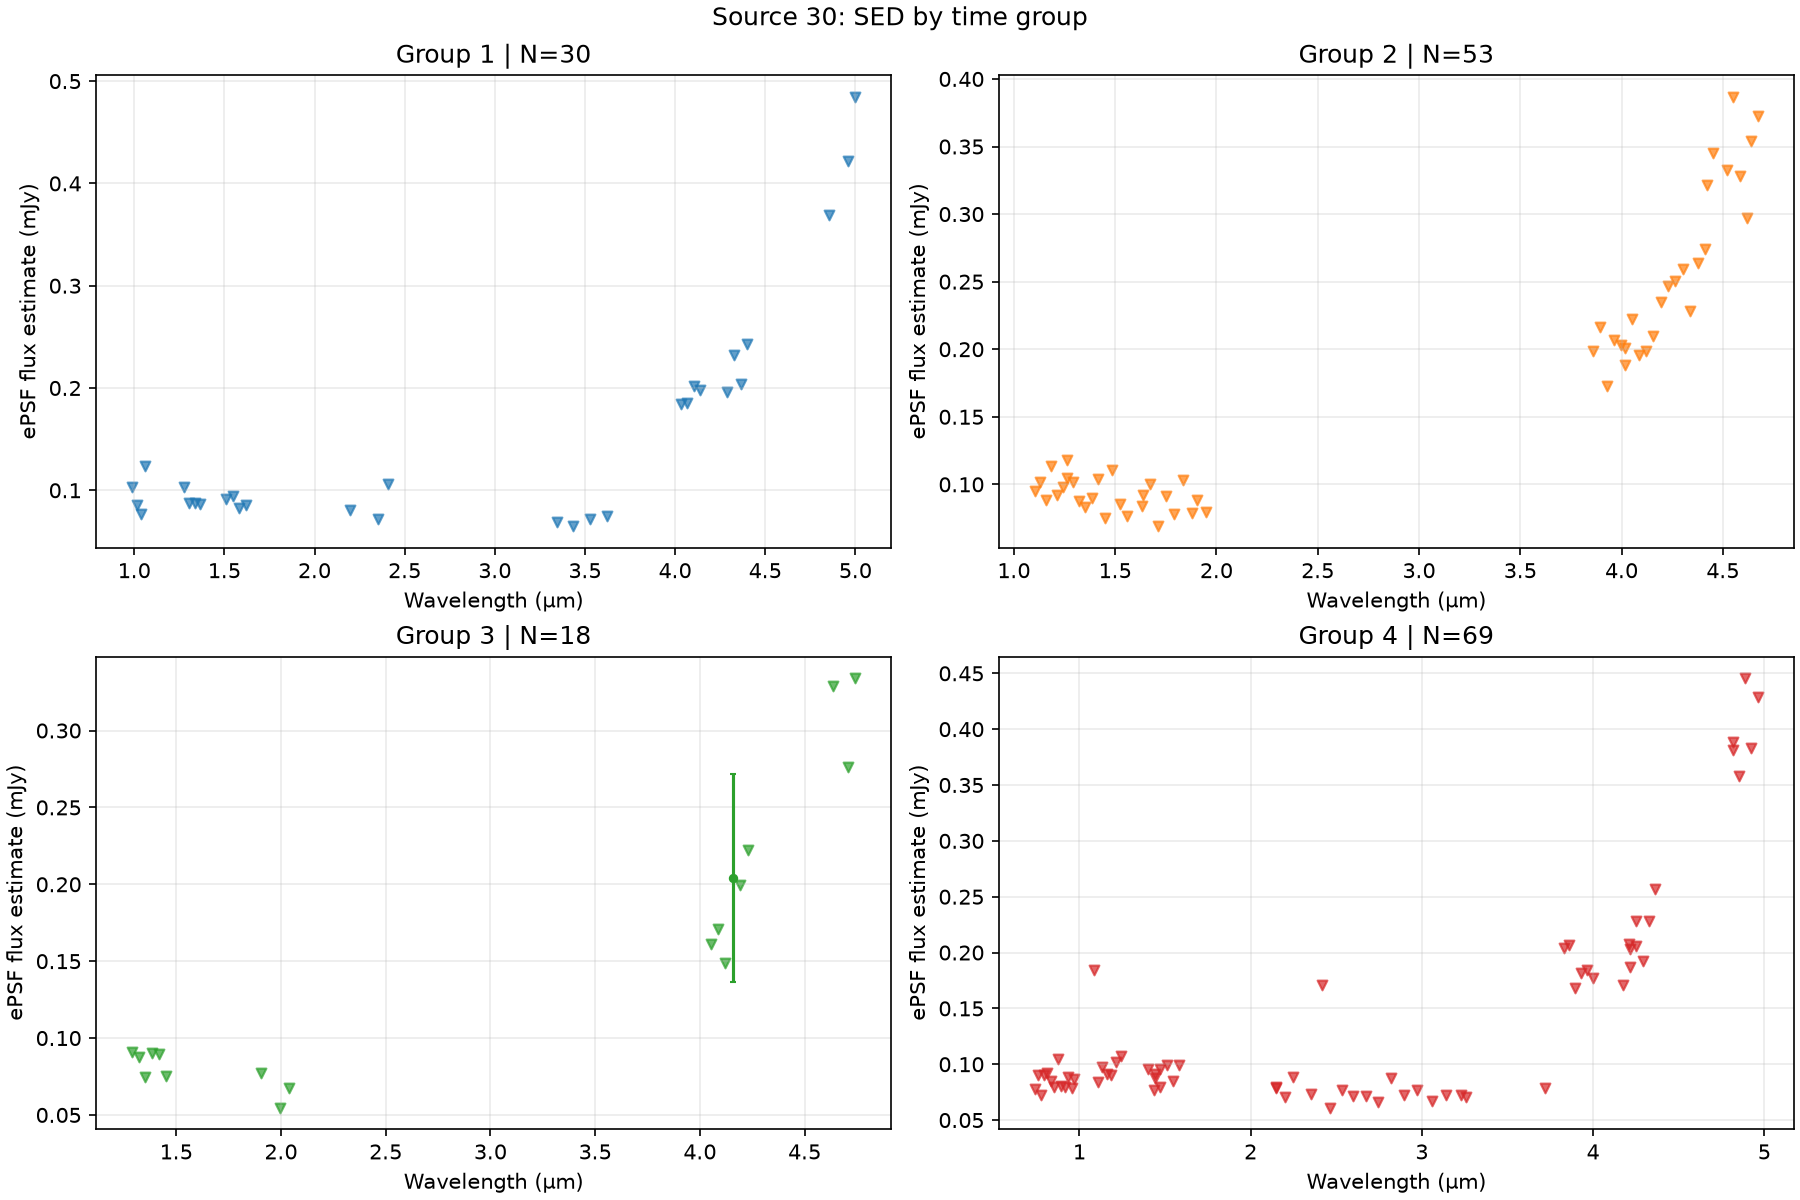 Source 30: SED by time group
Group 1 | N=30
ePSF flux estimate (mJy)
0.5
0.4
0.3
0.2
0.1
1.0 1.5 2.0 2.5 3.0 3.5 4.0 4.5 5.0
Wavelength (μm)
Group 2 | N=53
ePSF flux estimate (mJy)
0.40
0.35
0.30
0.25
0.20
0.15
0.10
1.0 1.5 2.0 2.5 3.0 3.5 4.0 4.5
Wavelength (μm)
Group 3 | N=18
ePSF flux estimate (mJy)
0.30
0.25
0.20
0.15
0.10
0.05
1.5 2.0 2.5 3.0 3.5 4.0 4.5
Wavelength (μm)
Group 4 | N=69
ePSF flux estimate (mJy)
0.45
0.40
0.35
0.30
0.25
0.20
0.15
0.10
0.05
1 2 3 4 5
Wavelength (μm)